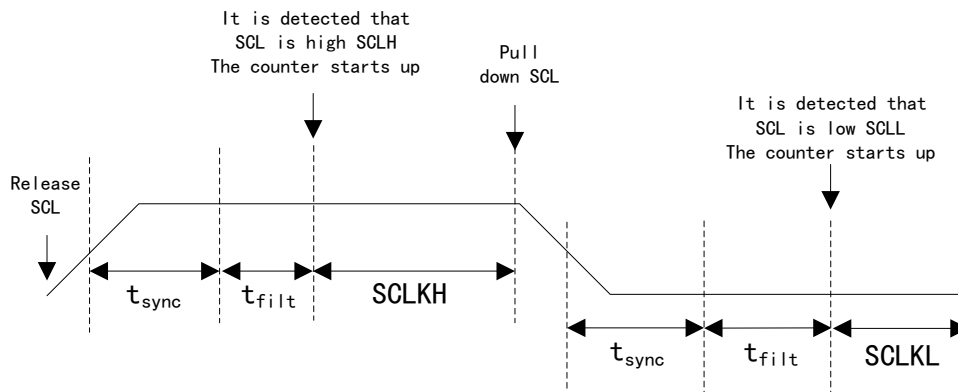 It is detected that
SCL is high SCLH
The counter starts up
Pull
down SCL
It is detected that
SCL is low SCLL
The counter starts up
Release
SCL
tsync
tfilt
SCLKH
tsync
tfilt
SCLKL